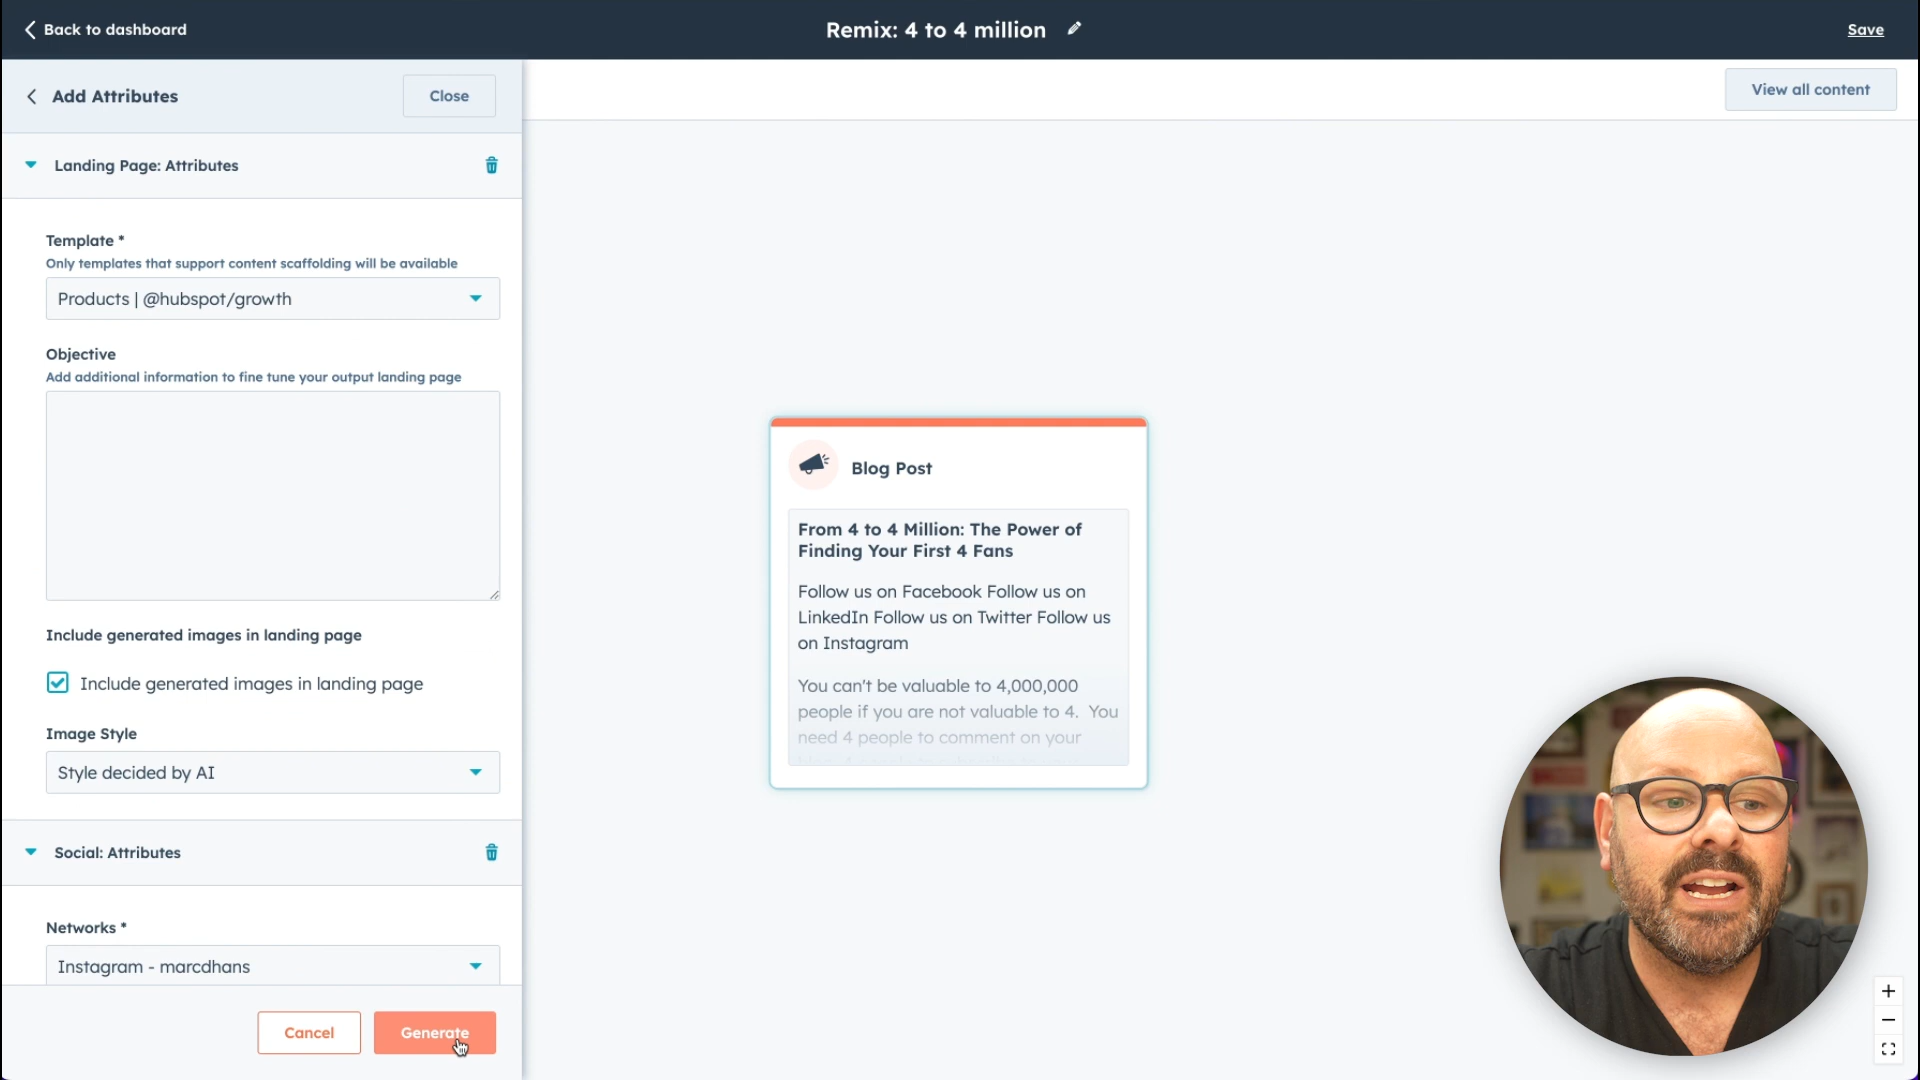 Back to dashboard
Remix: 4 to 4 million
Save
Add Attributes
Close
View all content
Landing Page: Attributes
Template *
Only templates that support content scaffolding will be available
Products | @hubspot/growth
Objective
Add additional information to fine tune your output landing page
Include generated images in landing page
Include generated images in landing page
Image Style
Style decided by AI
Social: Attributes
Networks *
Instagram - marcdhans
Cancel
Generate
Blog Post
From 4 to 4 Million: The Power of
Finding Your First 4 Fans
Follow us on Facebook Follow us on
LinkedIn Follow us on Twitter Follow us
on Instagram
You can't be valuable to 4,000,000
people if you are not valuable to 4. You
need 4 people to comment on your